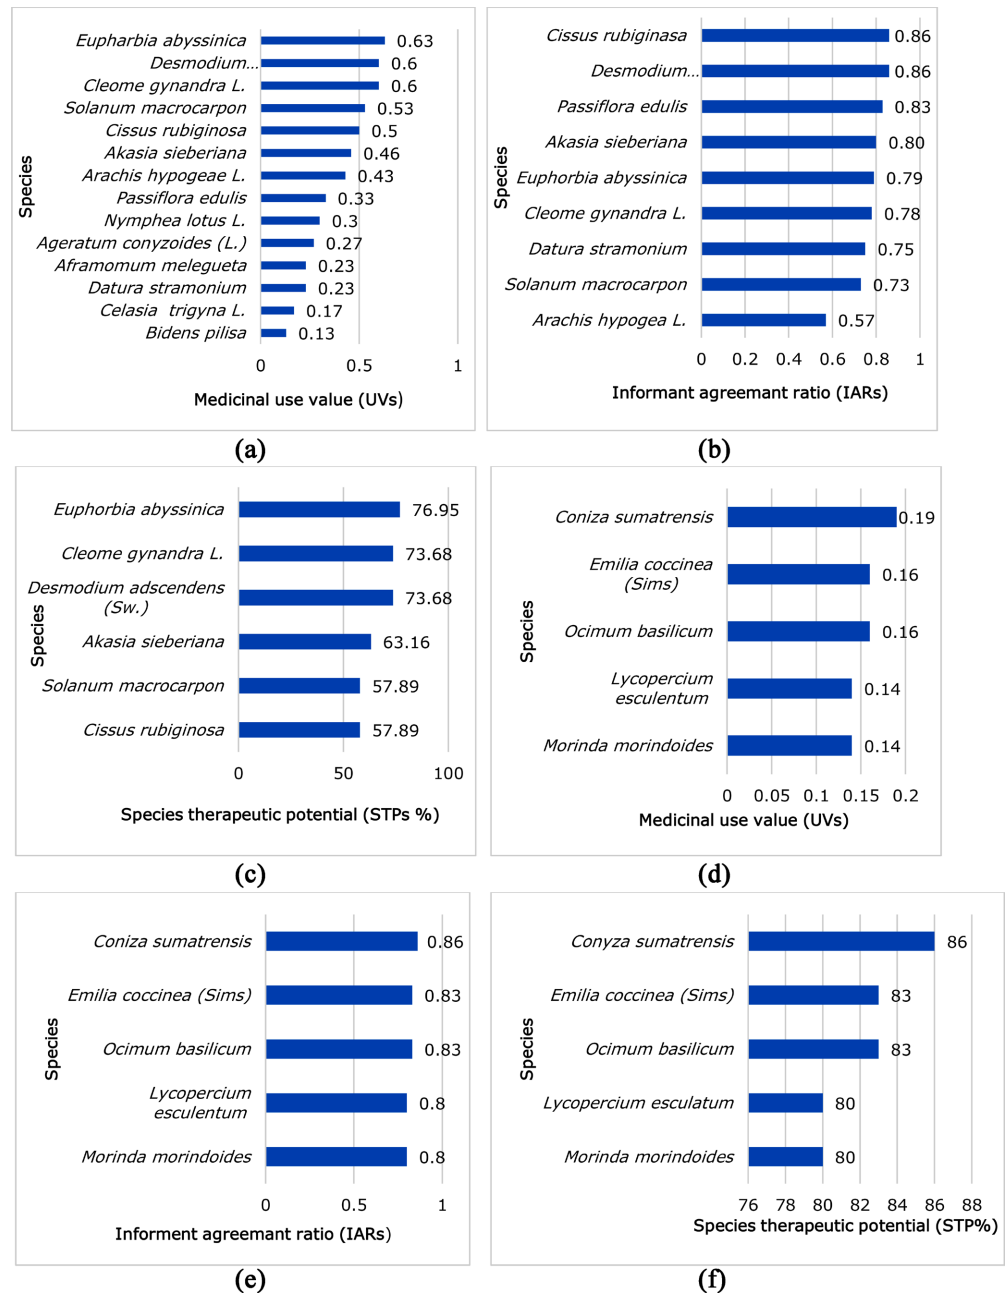 Eupharbia abyssinica 0.63
Desmodium... 0.6
Cleome gynandra L. 0.6
Solanum macrocarpon 0.53
Cissus rubiginosa 0.5
Akasia sieberiana 0.46
Arachis hypogeae L. 0.43
Passiflora edulis 0.33
Nymphea lotus L. 0.3
Ageratum conyzoides (L.) 0.27
Aframomum melegueta 0.23
Datura stramonium 0.23
Celasia trigyna L. 0.17
Bidens pilisa 0.13
Species
0 0.5 1
Medicinal use value (UVs)
(a)
Cissus rubiginasa 0.86
Desmodium... 0.86
Passiflora edulis 0.83
Akasia sieberiana 0.80
Euphorbia abyssinica 0.79
Cleome gynandra L. 0.78
Datura stramonium 0.75
Solanum macrocarpon 0.73
Arachis hypogea L. 0.57
Species
0 0.2 0.4 0.6 0.8 1
Informant agreemant ratio (IARs)
(b)
Euphorbia abyssinica 76.95
Cleome gynandra L. 73.68
Desmodium adscendens
(Sw.) 73.68
Akasia sieberiana 63.16
Solanum macrocarpon 57.89
Cissus rubiginosa 57.89
Species
0 50 100
Species therapeutic potential (STPs %)
(c)
Coniza sumatrensis 0.19
Emilia coccinea
(Sims) 0.16
Ocimum basilicum 0.16
Lycopercium
esculentum 0.14
Morinda morindoides 0.14
Species
0 0.05 0.1 0.15 0.2
Medicinal use value (UVs)
(d)
Coniza sumatrensis 0.86
Emilia coccinea (Sims) 0.83
Ocimum basilicum 0.83
Lycopercium
esculentum 0.8
Morinda morindoides 0.8
Species
0 0.5 1
Informent agreemant ratio (IARs)
(e)
Conyza sumatrensis 86
Emilia coccinea (Sims) 83
Ocimum basilicum 83
Lycopercium esculatum 80
Morinda morindoides 80
Species
76 78 80 82 84 86 88
Species therapeutic potential (STP%)
(f)